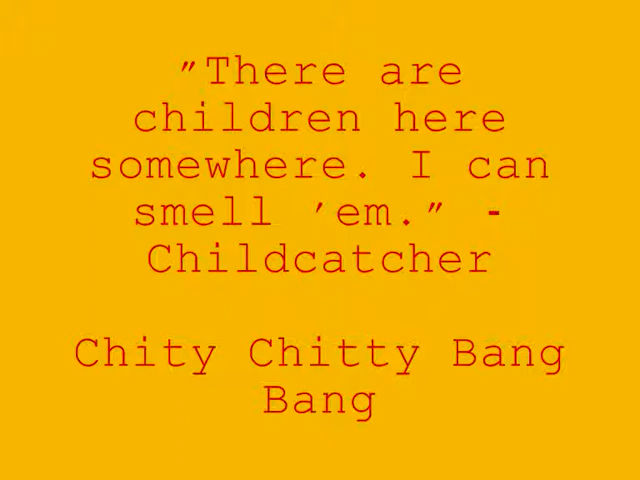 "There are
children here
somewhere. I can
smell 'em." -
Childcatcher
Chity Chitty Bang
Bang